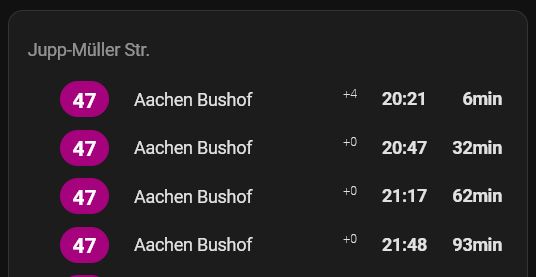 Jupp-Müller Str.
47 Aachen Bushof +4 20:21 6min
47 Aachen Bushof +0 20:47 32min
47 Aachen Bushof +0 21:17 62min
47 Aachen Bushof +0 21:48 93min